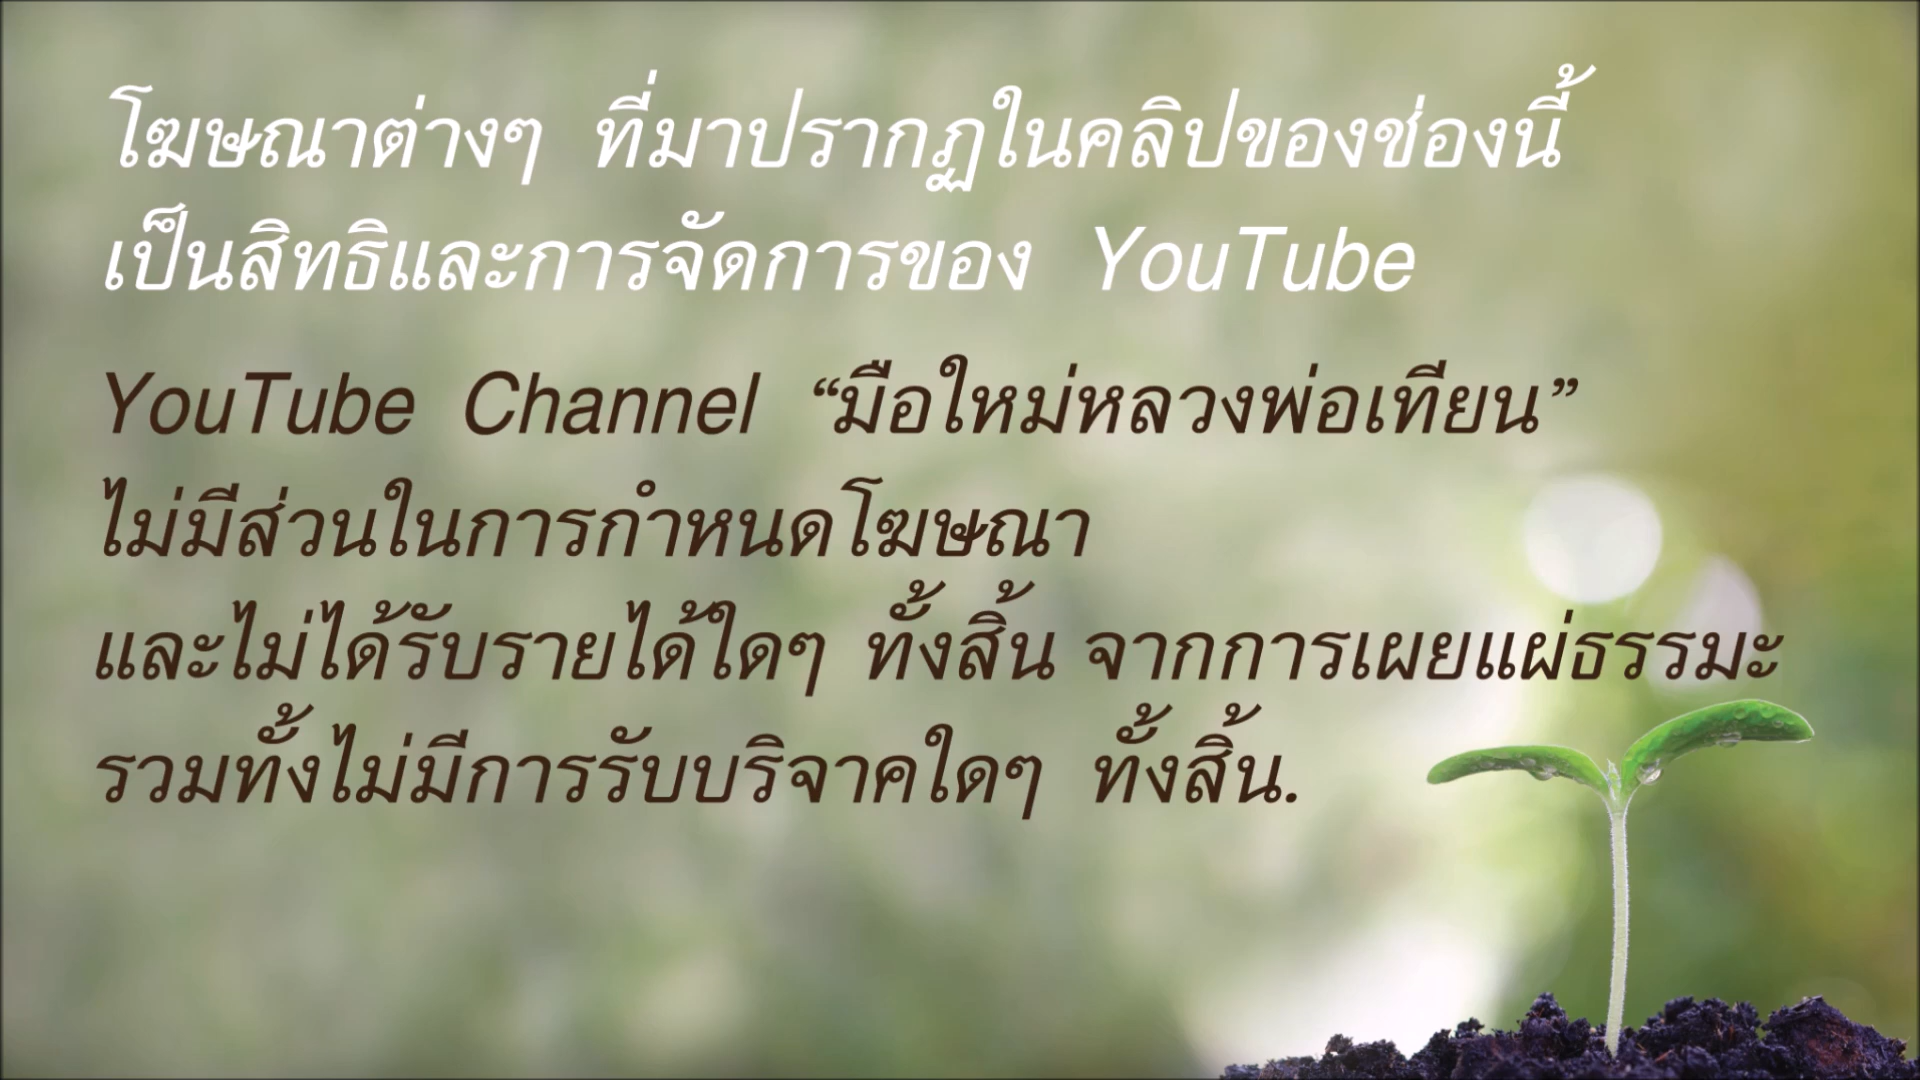 โฆษณาต่างๆ ที่มาปรากฏในคลิปของช่องนี้
เป็นสิทธิและการจัดการของ YouTube
YouTube Channel “มือใหม่หลวงพ่อเทียน”
ไม่มีส่วนในการกำหนดโฆษณา
และไม่ได้รับรายได้ใดๆ ทั้งสิ้น จากการเผยแผ่ธรรมะ
รวมทั้งไม่มีการรับบริจาคใดๆ ทั้งสิ้น.